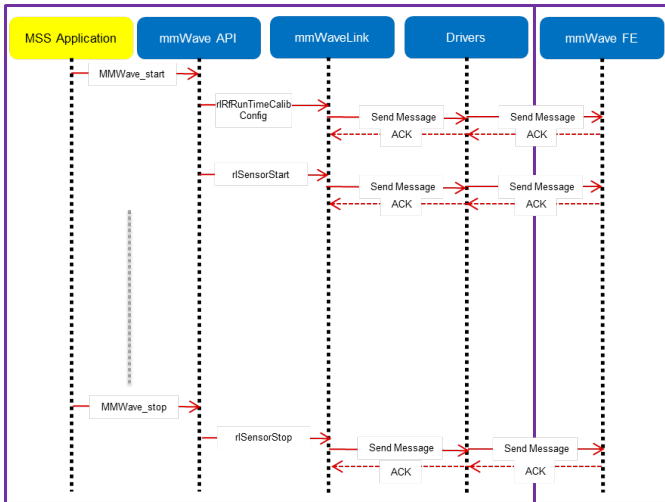 MSS Application
mmWave API
mmWaveLink
Drivers
mmWave FE
MMWave_start
rlRfRunTimeCalib
Config
Send Message
Send Message
ACK
ACK
rlSensorStart
Send Message
Send Message
ACK
ACK
MMWave_stop
rlSensorStop
Send Message
Send Message
ACK
ACK